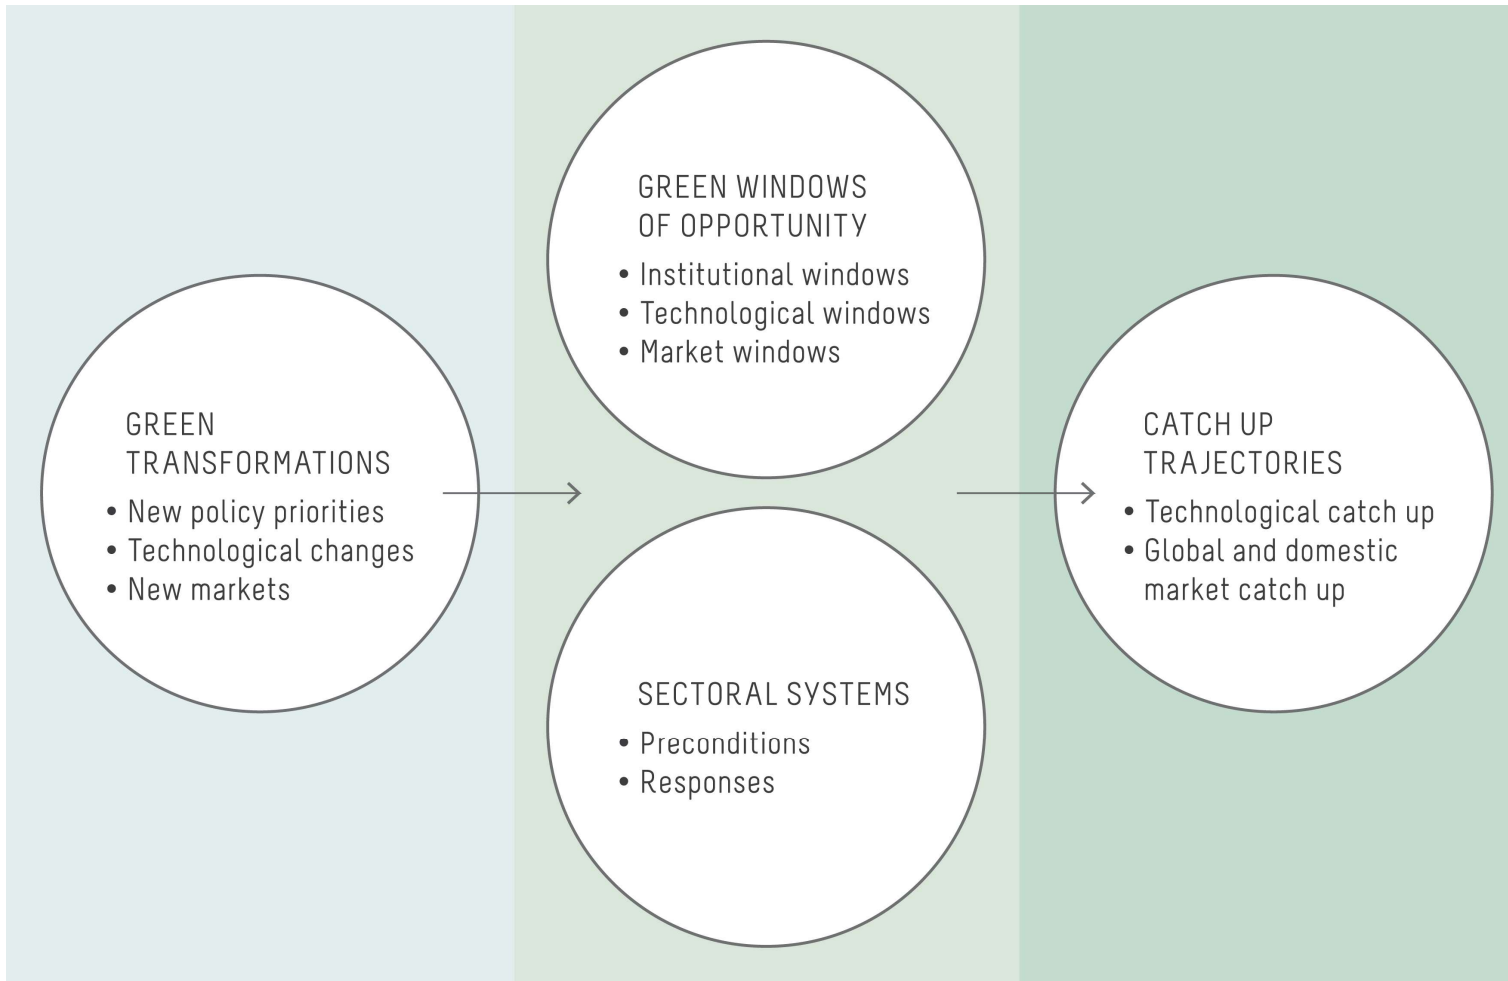 GREEN
TRANSFORMATIONS
• New policy priorities
• Technological changes
• New markets
GREEN WINDOWS
OF OPPORTUNITY
• Institutional windows
• Technological windows
• Market windows
SECTORAL SYSTEMS
• Preconditions
• Responses
CATCH UP
TRAJECTORIES
• Technological catch up
• Global and domestic
market catch up